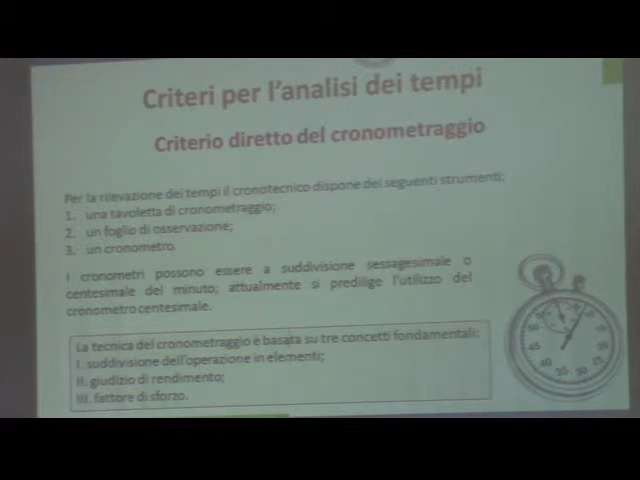 Criteri per l'analisi dei tempi
Criterio diretto del cronometraggio
Per la rilevazione dei tempi il cronotecnico dispone dei seguenti strumenti:
1. una tavoletta di cronometraggio;
2. un foglio di osservazione;
3. un cronometro.
I cronometri possono essere a suddivisione sessagesimale o
centesimale del minuto; attualmente si predilige l'utilizzo del
cronometro centesimale.
La tecnica del cronometraggio è basata su tre concetti fondamentali:
I. suddivisione dell'operazione in elementi;
II. giudizio di rendimento;
III. fattore di sforzo.